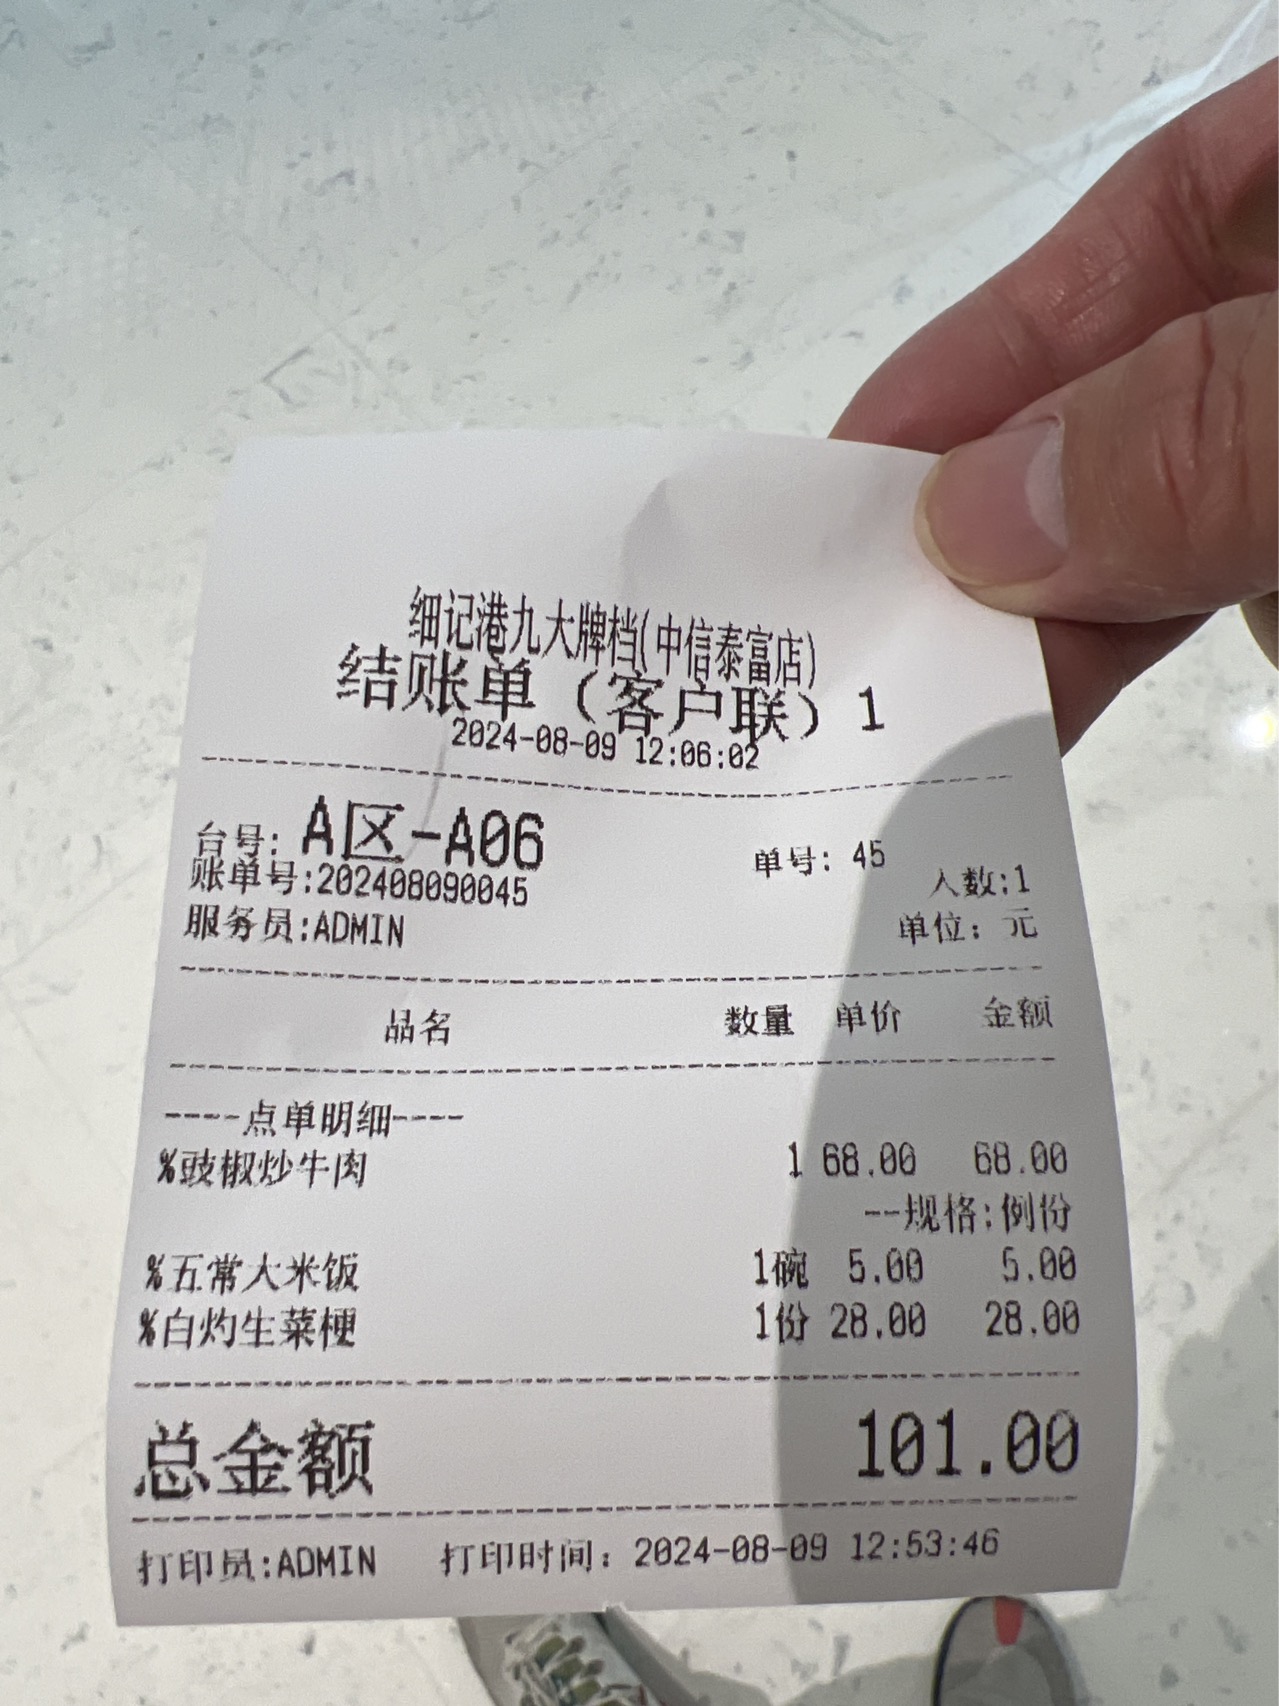 细记港九大牌档(中信泰富店)
结账单（客户联）1
2024-08-09 12:06:02
台号: A区-A06 单号: 45
账单号:202408090045 人数:1
服务员:ADMIN 单位: 元
品名 数量 单价 金额
----点单明细----
%豉椒炒牛肉 1 68.00 68.00
--规格:例份
%五常大米饭 1碗 5.00 5.00
%白灼生菜梗 1份 28.00 28.00
总金额 101.00
打印员:ADMIN 打印时间: 2024-08-09 12:53:46